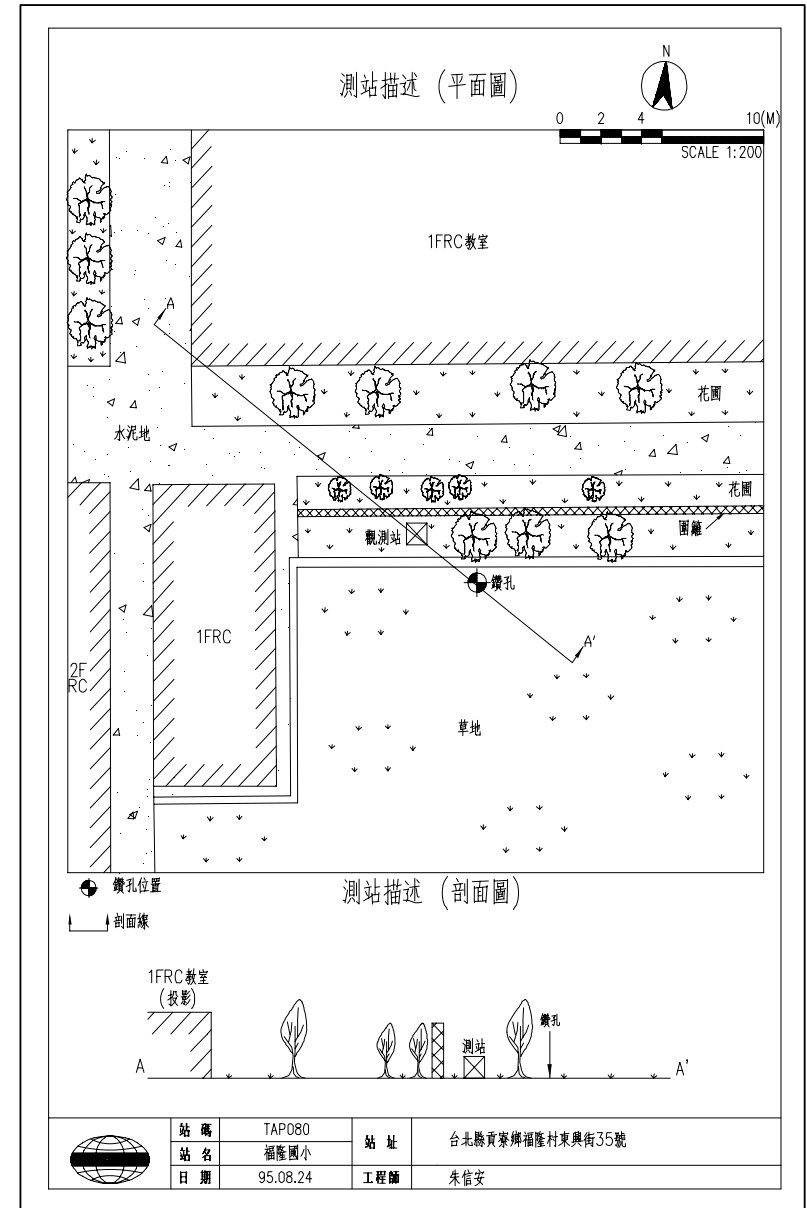 測站描述 (平面圖)
N
0 2 4 10(M)
SCALE 1:200
1FRC教室
A
花圃
水泥地
花圃
觀測站
圍籬
鑽孔
1FRC
A'
2F
RC
草地
鑽孔位置
剖面線
測站描述 (剖面圖)
1FRC教室
(投影)
鑽孔
測站
A
A'
站碼 TAP080
站名 福隆國小
日期 95.08.24
站址 台北縣貢寮鄉福隆村東興街35號
工程師 朱信安